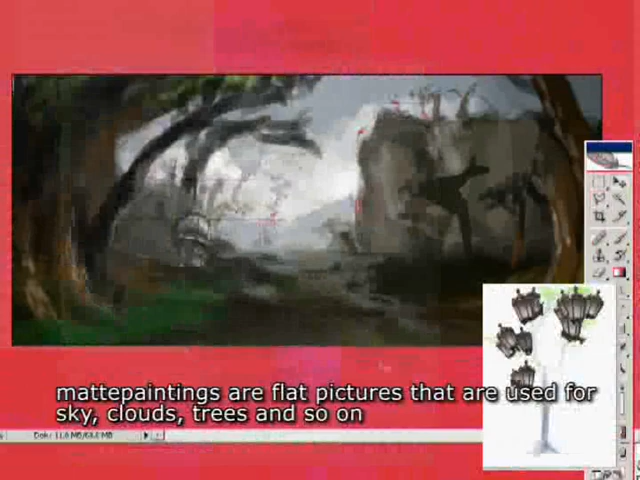 mattepaintings are flat pictures that are used for
sky, clouds, trees and so on